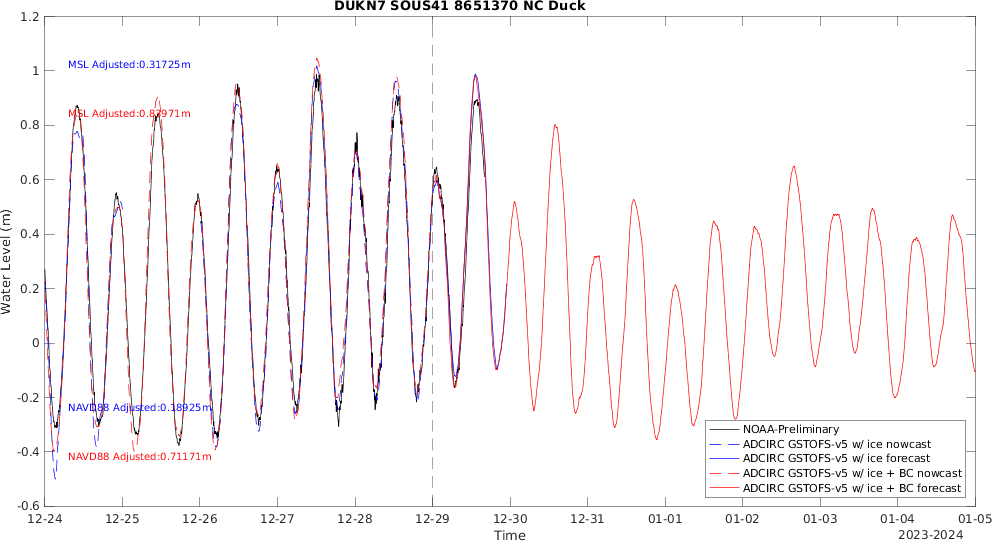 DUKN7 SOUS41 8651370 NC Duck
1.2
1
0.8
0.6
0.4
0.2
0
-0.2
-0.4
-0.6
Water Level (m)
MSL Adjusted:0.31725m
MSL Adjusted:0.83971m
NAVD88 Adjusted:0.18925m
NAVD88 Adjusted:0.71171m
NOAA-Preliminary
ADCIRC GSTOFS-v5 w/ ice nowcast
ADCIRC GSTOFS-v5 w/ ice forecast
ADCIRC GSTOFS-v5 w/ ice + BC nowcast
ADCIRC GSTOFS-v5 w/ ice + BC forecast
12-24 12-25 12-26 12-27 12-28 12-29 12-30 12-31 01-01 01-02 01-03 01-04 01-05
Time
2023-2024